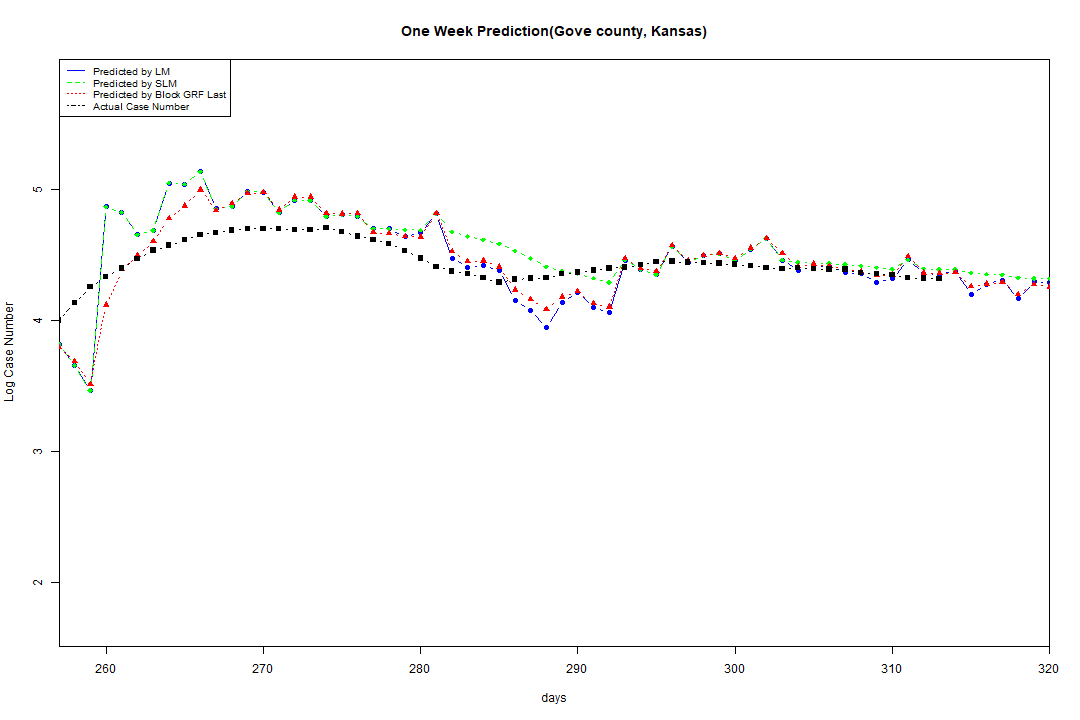 One Week Prediction(Gove county, Kansas)
Predicted by LM
Predicted by SLM
Predicted by Block GRF Last
Actual Case Number
5
4
3
2
Log Case Number
260 270 280 290 300 310 320
days